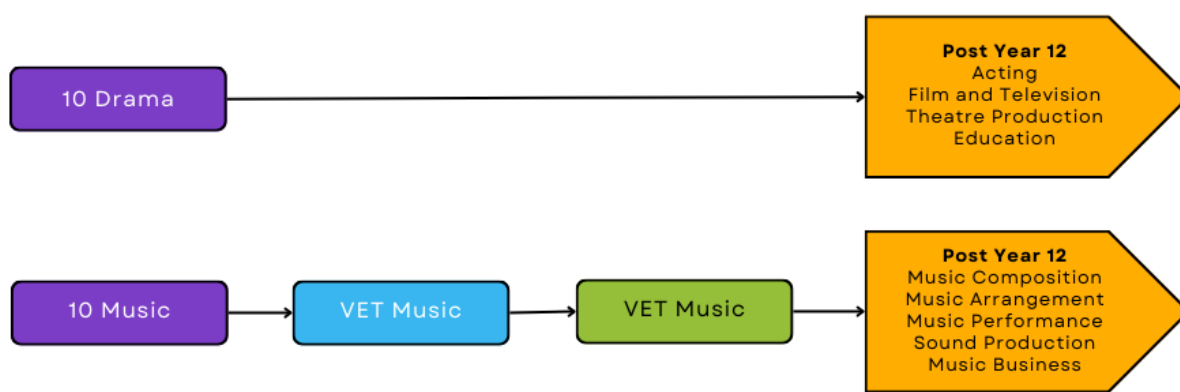 10 Drama
Post Year 12
Acting
Film and Television
Theatre Production
Education
10 Music
VET Music
VET Music
Post Year 12
Music Composition
Music Arrangement
Music Performance
Sound Production
Music Business